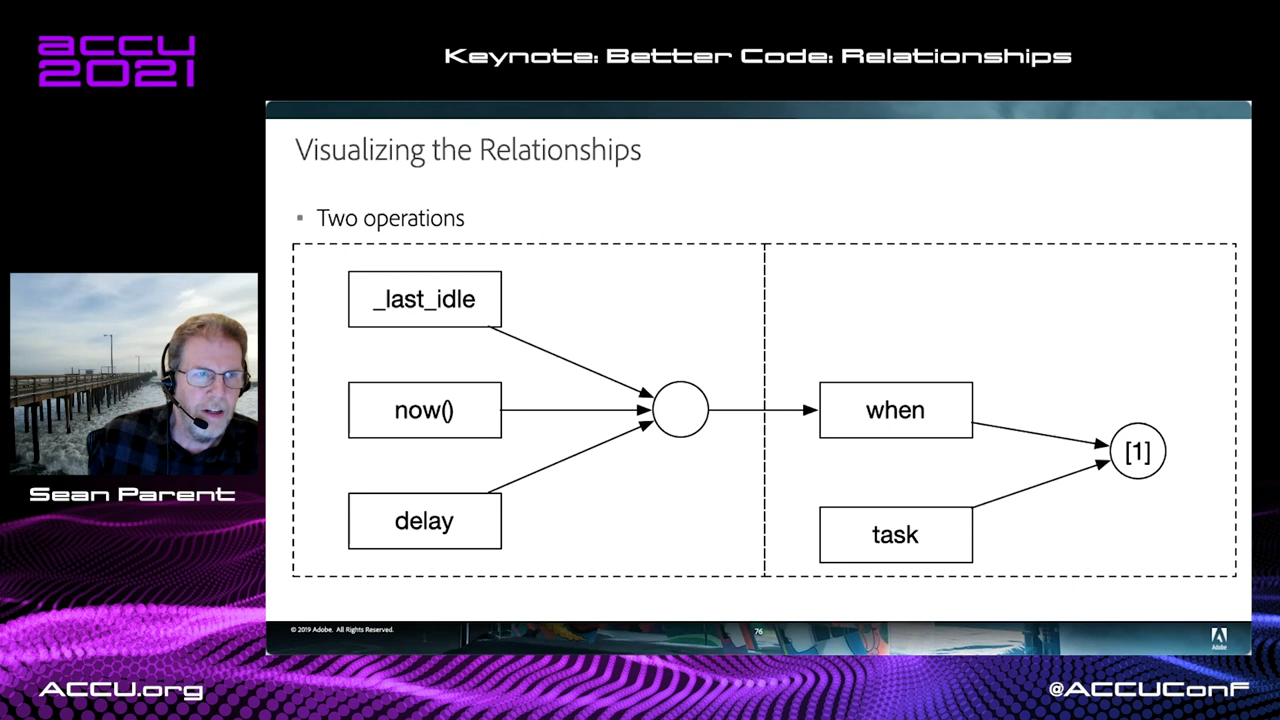 accu
2021
Keynote: Better Code: Relationships
Visualizing the Relationships
▪ Two operations
_last_idle
now()
when
[1]
delay
task
Sean Parent
© 2019 Adobe. All Rights Reserved.
76
Adobe
ACCU.org
@ACCUConf